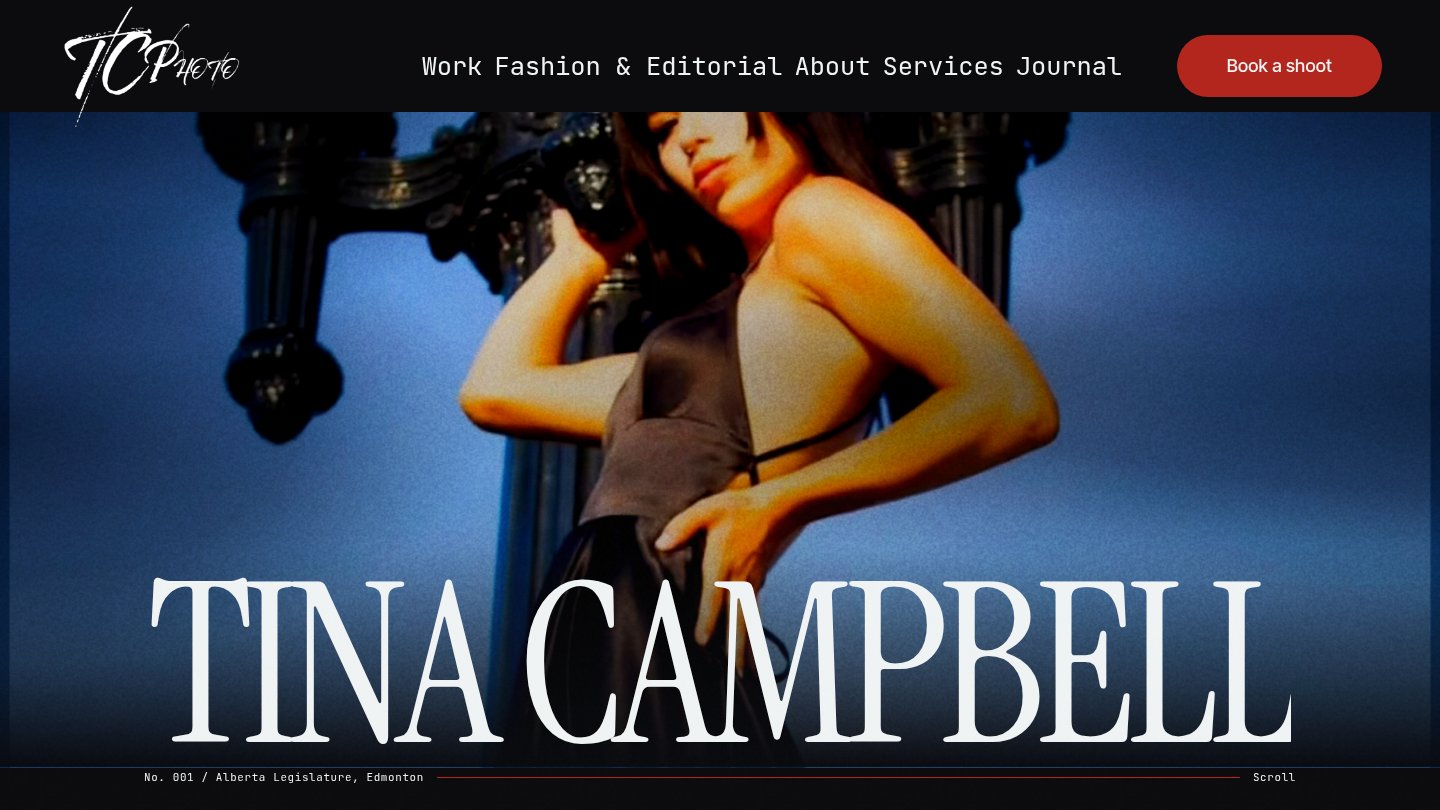 TCPHOTO
Work Fashion & Editorial About Services Journal
Book a shoot
TINA CAMPBELL
No. 001 / Alberta Legislature, Edmonton
Scroll